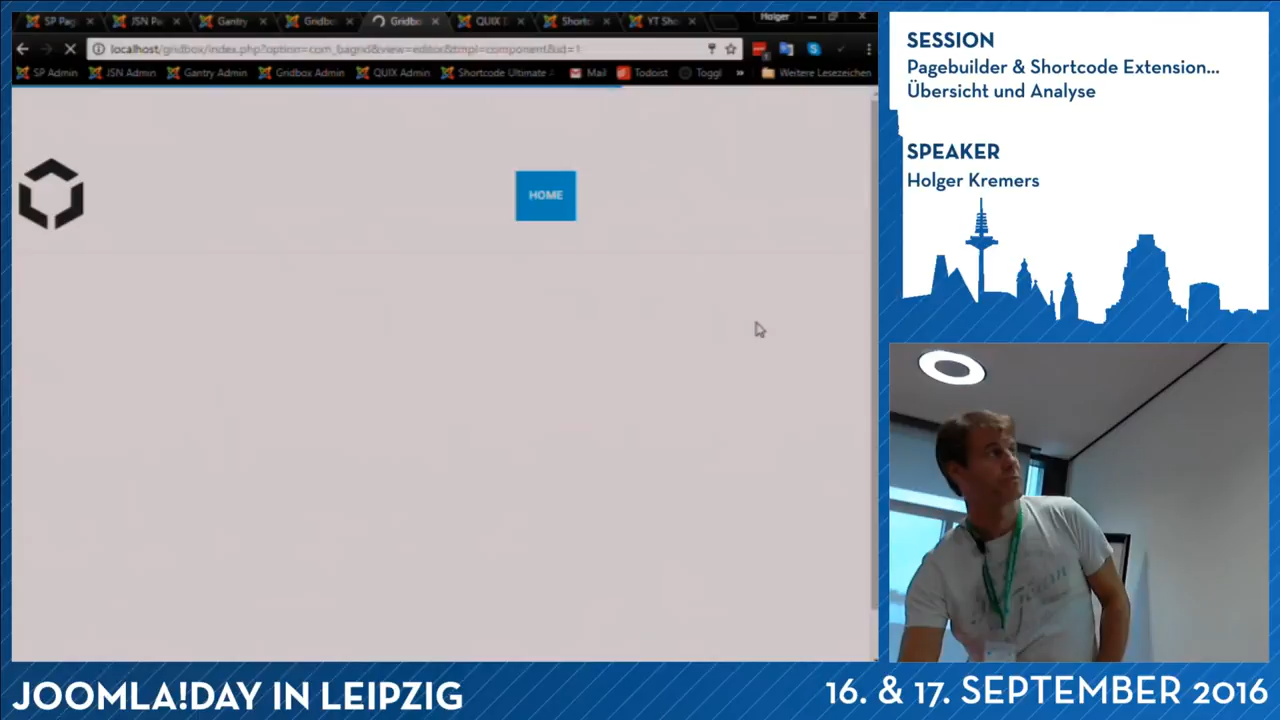 SP Pag
JSN Pa
Gantry
Gridbo
Gridbo
QUIX
Shortc
YT Sho
Holger
localhost/gridbox/index.php?option=com_bagrid&view=editor&tmpl=component&id=1
SP Admin
JSN Admin
Gantry Admin
Gridbox Admin
QUIX Admin
Shortcode Ultimate
Mail
Todoist
Toggl
»
Weitere Lesezeichen
HOME
SESSION
Pagebuilder & Shortcode Extension...
Übersicht und Analyse
SPEAKER
Holger Kremers
JOOMLA!DAY IN LEIPZIG
16. & 17. SEPTEMBER 2016